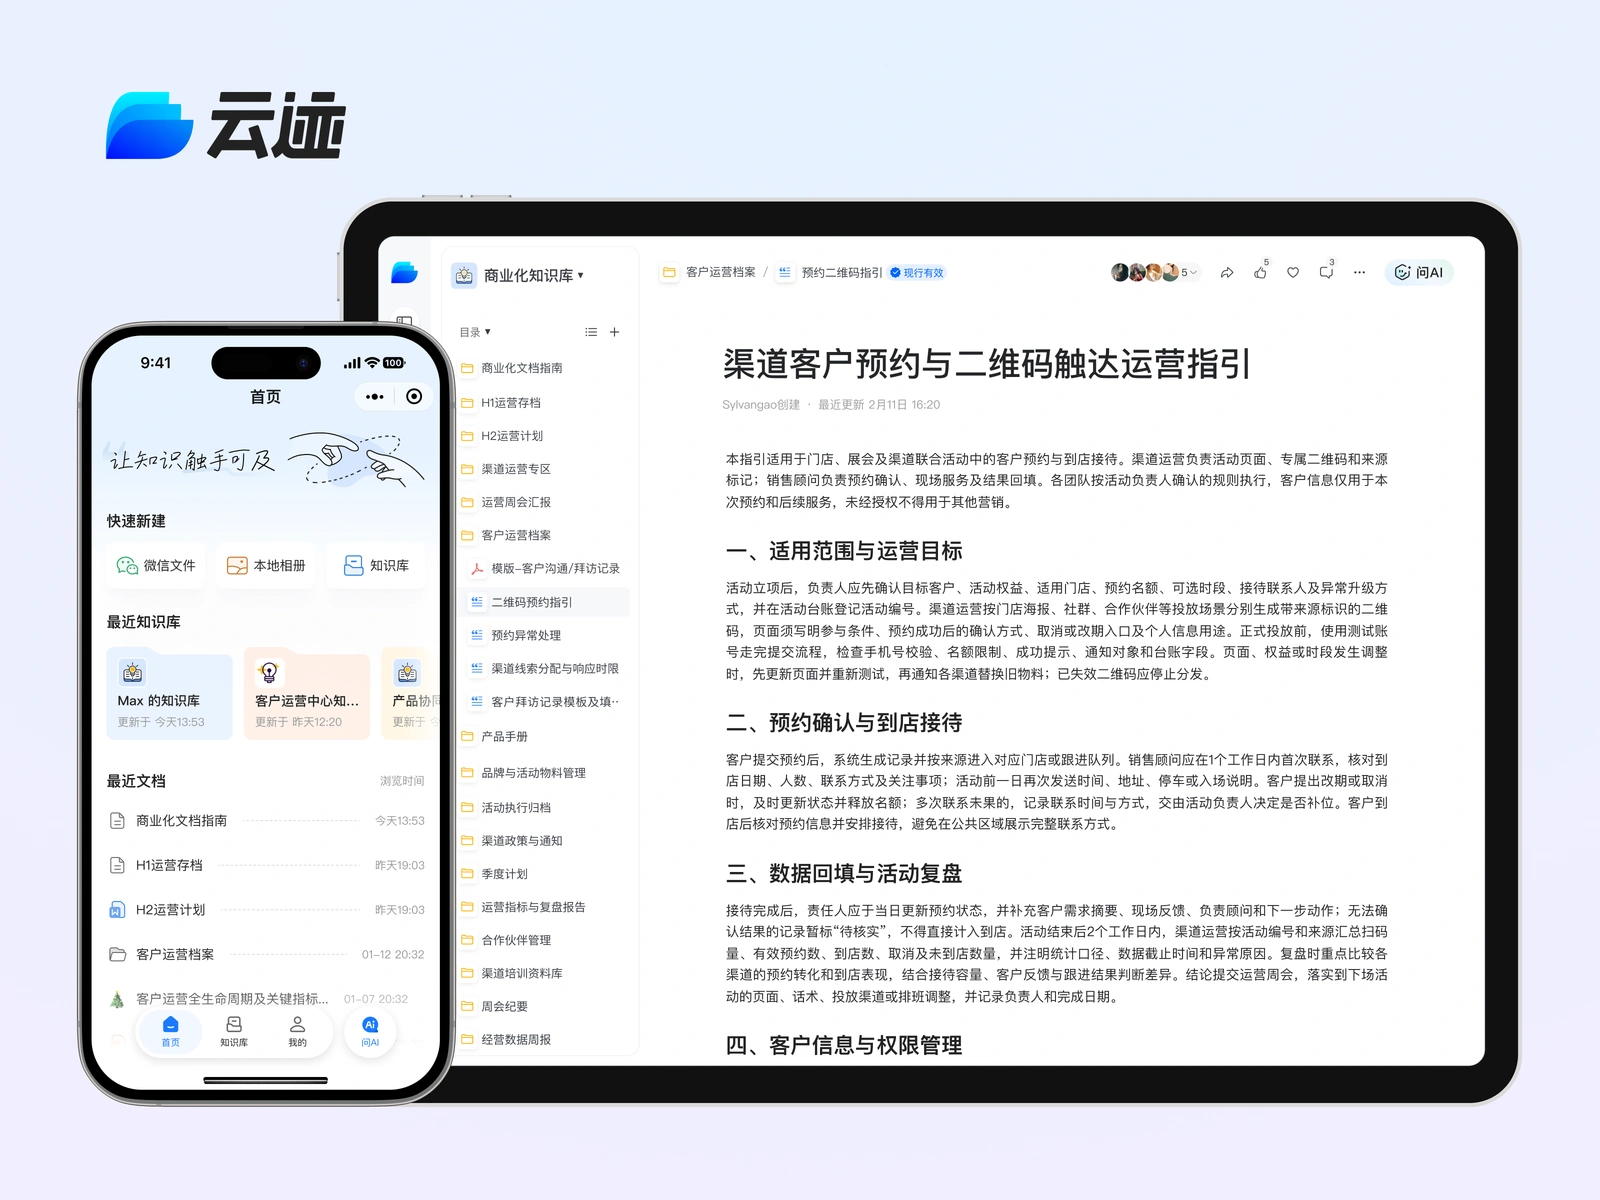 云迹
9:41
100
首页
让知识触手可及
快速新建
微信文件
本地相册
知识库
最近知识库
Max 的知识库
更新于 今天13:53
客户运营中心知...
更新于 昨天12:20
产品协同
更新于
最近文档
浏览时间
商业化文档指南
今天13:53
H1运营存档
昨天19:03
H2运营计划
昨天19:03
客户运营档案
01-12 20:32
客户运营全生命周期及关键指标...
01-07 20:32
首页
知识库
我的
Ai
问AI
商业化知识库
目录
商业化文档指南
H1运营存档
H2运营计划
渠道运营专区
运营周会汇报
客户运营档案
模版-客户沟通/拜访记录
二维码预约指引
预约异常处理
渠道线索分配与响应时限
客户拜访记录模板及填··
产品手册
品牌与活动物料管理
活动执行归档
渠道政策与通知
季度计划
运营指标与复盘报告
合作伙伴管理
渠道培训资料库
周会纪要
经营数据周报
客户运营档案 / 预约二维码指引 现行有效
5
5
3
问AI
渠道客户预约与二维码触达运营指引
Sylvangao创建 · 最近更新 2月11日 16:20
本指引适用于门店、展会及渠道联合活动中的客户预约与到店接待。渠道运营负责活动页面、专属二维码和来源
标记；销售顾问负责预约确认、现场服务及结果回填。各团队按活动负责人确认的规则执行，客户信息仅用于本
次预约和后续服务，未经授权不得用于其他营销。
一、适用范围与运营目标
活动立项后，负责人应先确认目标客户、活动权益、适用门店、预约名额、可选时段、接待联系人及异常升级方
式，并在活动台账登记活动编号。渠道运营按门店海报、社群、合作伙伴等投放场景分别生成带来源标识的二维
码，页面须写明参与条件、预约成功后的确认方式、取消或改期入口及个人信息用途。正式投放前，使用测试账
号走完提交流程，检查手机号校验、名额限制、成功提示、通知对象和台账字段。页面、权益或时段发生调整
时，先更新页面并重新测试，再通知各渠道替换旧物料；已失效二维码应停止分发。
二、预约确认与到店接待
客户提交预约后，系统生成记录并按来源进入对应门店或跟进队列。销售顾问应在1个工作日内首次联系，核对到
店日期、人数、联系方式及关注事项；活动前一日再次发送时间、地址、停车或入场说明。客户提出改期或取消
时，及时更新状态并释放名额；多次联系未果的，记录联系时间与方式，交由活动负责人决定是否补位。客户到
店后核对预约信息并安排接待，避免在公共区域展示完整联系方式。
三、数据回填与活动复盘
接待完成后，责任人应于当日更新预约状态，并补充客户需求摘要、现场反馈、负责顾问和下一步动作；无法确
认结果的记录暂标“待核实”，不得直接计入到店。活动结束后2个工作日内，渠道运营按活动编号和来源汇总扫码
量、有效预约数、到店数、取消及未到店数量，并注明统计口径、数据截止时间和异常原因。复盘时重点比较各
渠道的预约转化和到店表现，结合接待容量、客户反馈与跟进结果判断差异。结论提交运营周会，落实到下场活
动的页面、话术、投放渠道或排班调整，并记录负责人和完成日期。
四、客户信息与权限管理